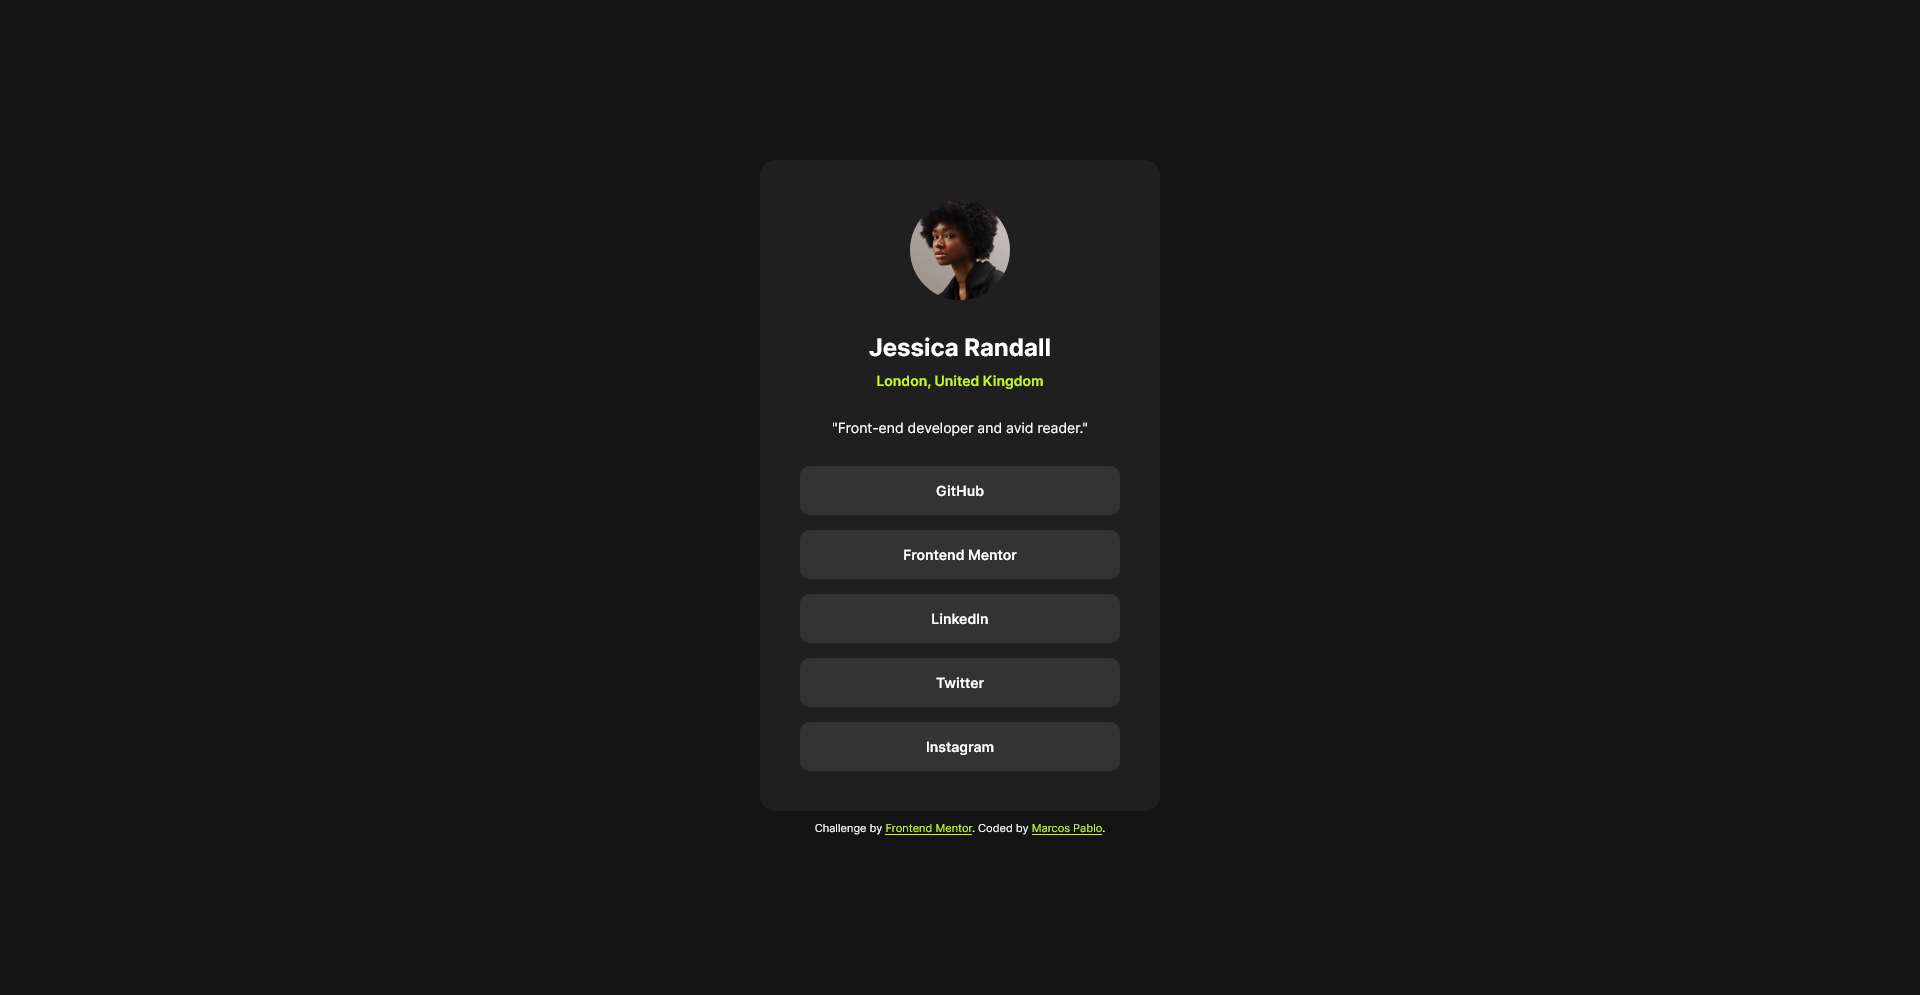 Jessica Randall
London, United Kingdom
"Front-end developer and avid reader."
GitHub
Frontend Mentor
LinkedIn
Twitter
Instagram
Challenge by Frontend Mentor. Coded by Marcos Pablo.